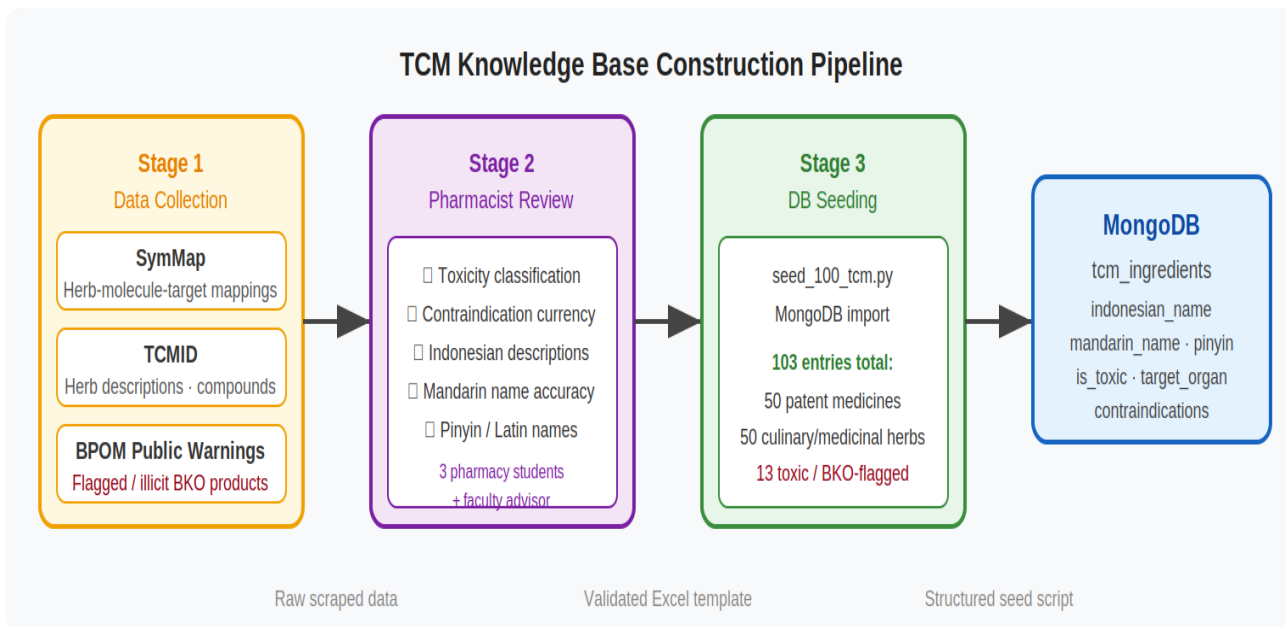 TCM Knowledge Base Construction Pipeline
Stage 1
Data Collection
SymMap
Herb-molecule-target mappings
TCMID
Herb descriptions · compounds
BPOM Public Warnings
Flagged / illicit BKO products
Stage 2
Pharmacist Review
▯ Toxicity classification
▯ Contraindication currency
▯ Indonesian descriptions
▯ Mandarin name accuracy
▯ Pinyin / Latin names
3 pharmacy students
+ faculty advisor
Stage 3
DB Seeding
seed_100_tcm.py
MongoDB import
103 entries total:
50 patent medicines
50 culinary/medicinal herbs
13 toxic / BKO-flagged
MongoDB
tcm_ingredients
indonesian_name
mandarin_name · pinyin
is_toxic · target_organ
contraindications
Raw scraped data
Validated Excel template
Structured seed script